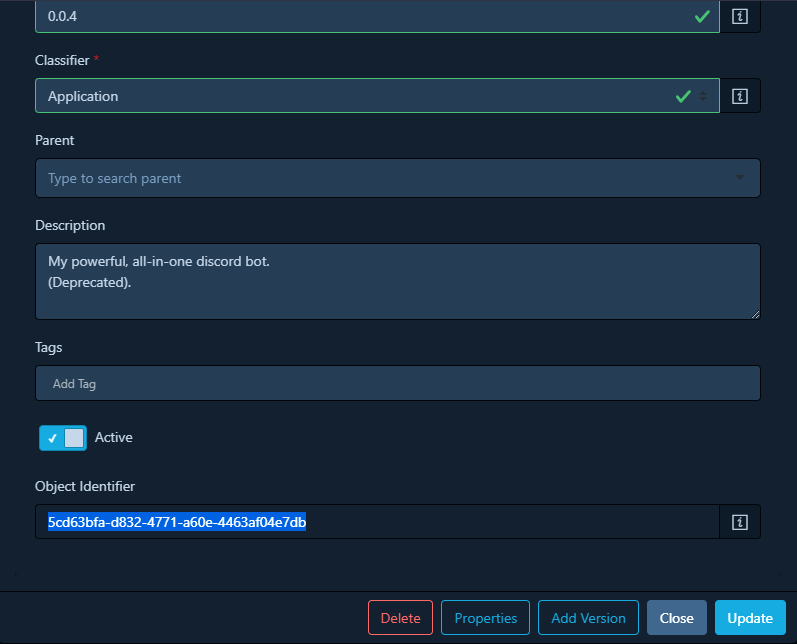 0.0.4
Classifier *
Application
Parent
Type to search parent
Description
My powerful, all-in-one discord bot.
(Deprecated).
Tags
Add Tag
Active
Object Identifier
5cd63bfa-d832-4771-a60e-4463af04e7db
Delete Properties Add Version Close Update